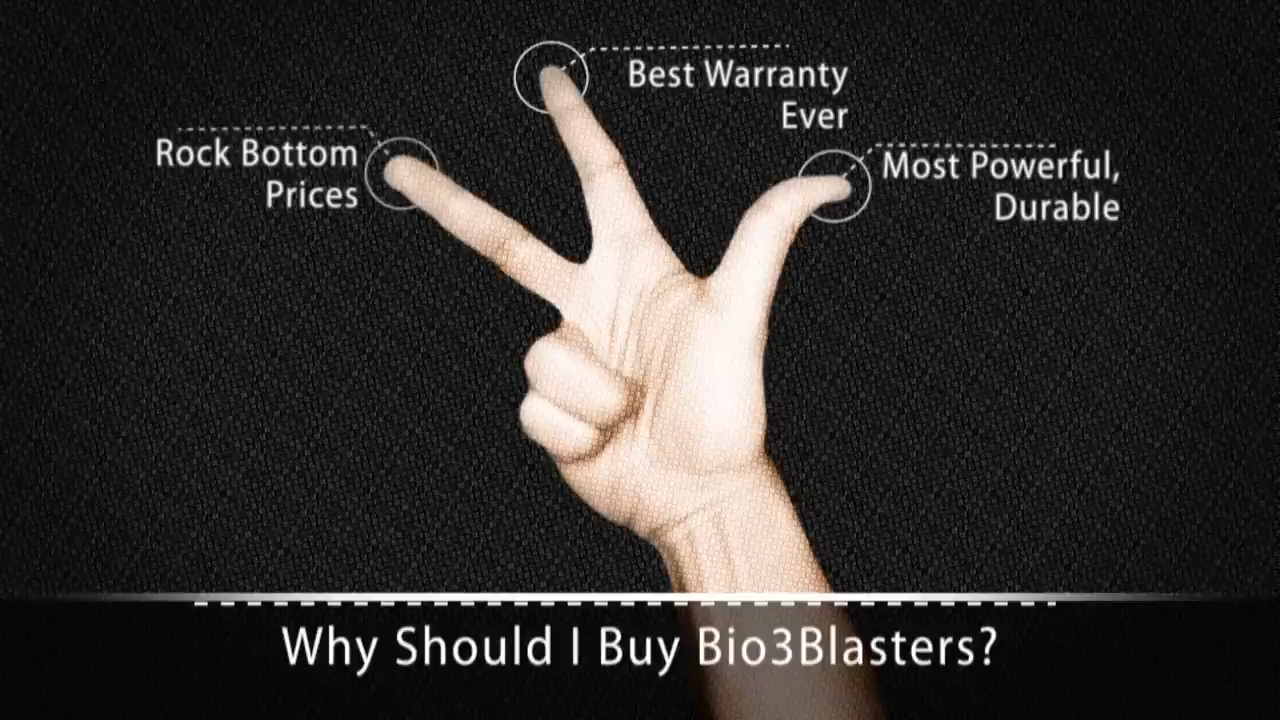 Best Warranty
Ever
Rock Bottom
Prices
Most Powerful,
Durable
Why Should I Buy Bio3Blasters?